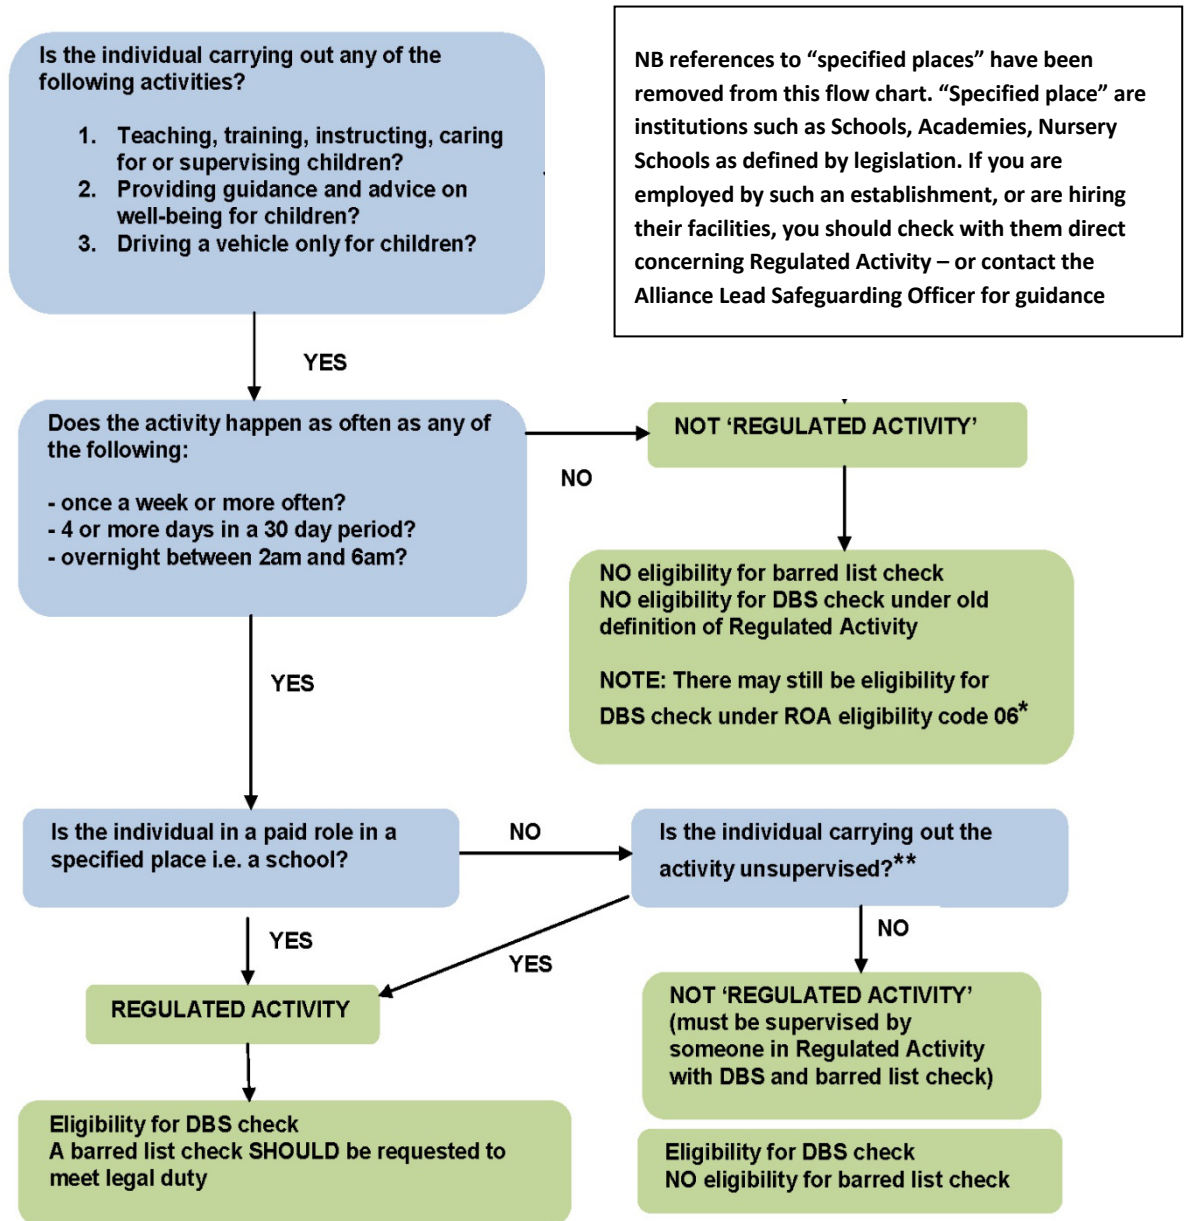 Is the individual carrying out any of the
following activities?
1. Teaching, training, instructing, caring
for or supervising children?
2. Providing guidance and advice on
well-being for children?
3. Driving a vehicle only for children?
NB references to “specified places” have been
removed from this flow chart. “Specified place” are
institutions such as Schools, Academies, Nursery
Schools as defined by legislation. If you are
employed by such an establishment, or are hiring
their facilities, you should check with them direct
concerning Regulated Activity – or contact the
Alliance Lead Safeguarding Officer for guidance
YES
Does the activity happen as often as any of
the following:
- once a week or more often?
- 4 or more days in a 30 day period?
- overnight between 2am and 6am?
NO
NOT ‘REGULATED ACTIVITY’
NO eligibility for barred list check
NO eligibility for DBS check under old
definition of Regulated Activity
NOTE: There may still be eligibility for
DBS check under ROA eligibility code 06*
YES
Is the individual in a paid role in a
specified place i.e. a school?
NO
Is the individual carrying out the
activity unsupervised?**
YES
YES
NO
REGULATED ACTIVITY
NOT ‘REGULATED ACTIVITY’
(must be supervised by
someone in Regulated Activity
with DBS and barred list check)
Eligibility for DBS check
A barred list check SHOULD be requested to
meet legal duty
Eligibility for DBS check
NO eligibility for barred list check